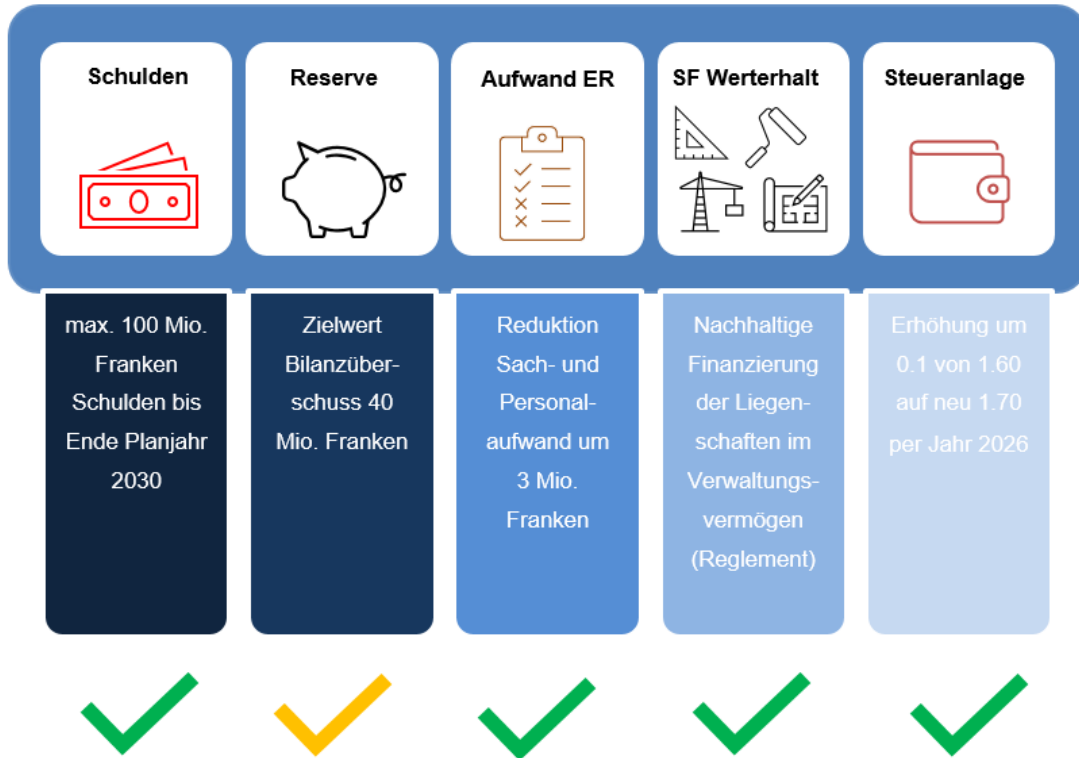 Schulden
Reserve
Aufwand ER
SF Werterhalt
Steueranlage
max. 100 Mio.
Franken
Schulden bis
Ende Planjahr
2030
Zielwert
Bilanzüber-
schuss 40
Mio. Franken
Reduktion
Sach- und
Personal-
aufwand um
3 Mio.
Franken
Nachhaltige
Finanzierung
der Liegen-
schaften im
Verwaltungs-
vermögen
(Reglement)
Erhöhung um
0.1 von 1.60
auf neu 1.70
per Jahr 2026